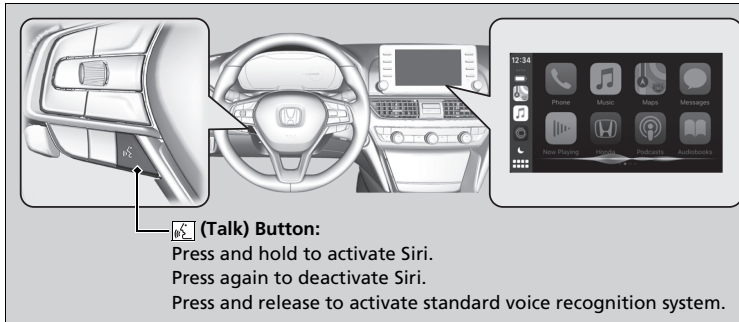 12:34
Phone
Music
Maps
Messages
Now Playing
Honda
Podcasts
Audiobooks
(Talk) Button:
Press and hold to activate Siri.
Press again to deactivate Siri.
Press and release to activate standard voice recognition system.